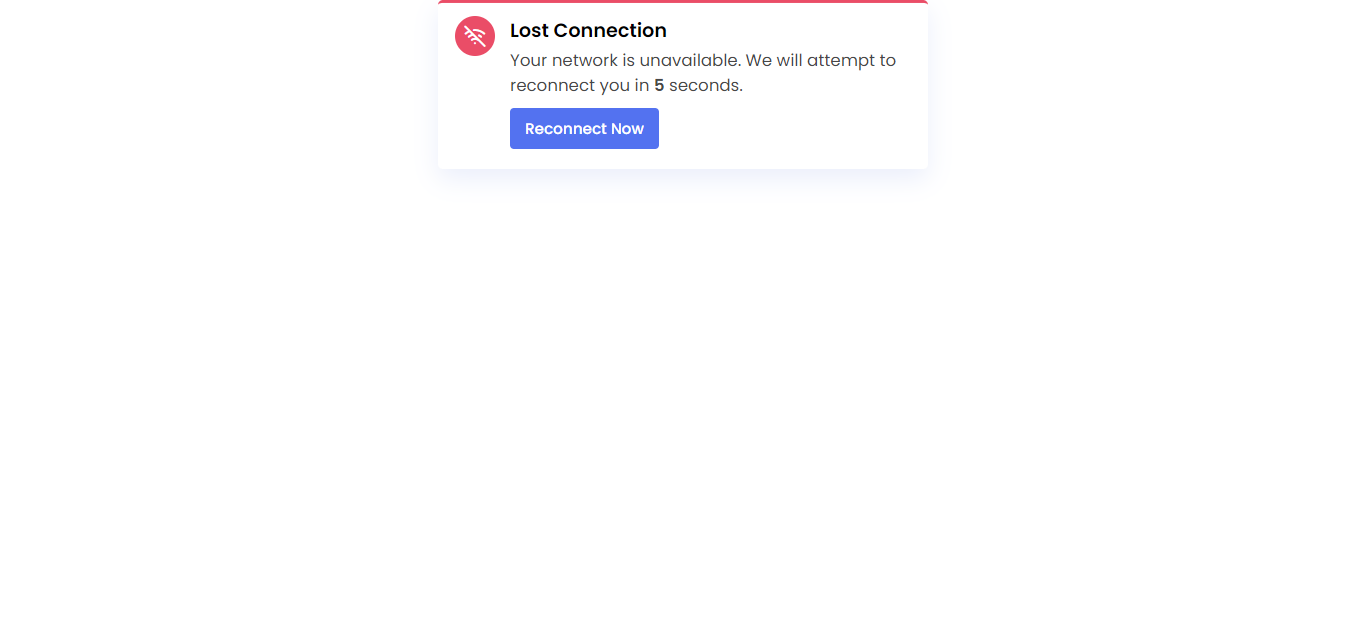 Lost Connection
Your network is unavailable. We will attempt to
reconnect you in 5 seconds.
Reconnect Now